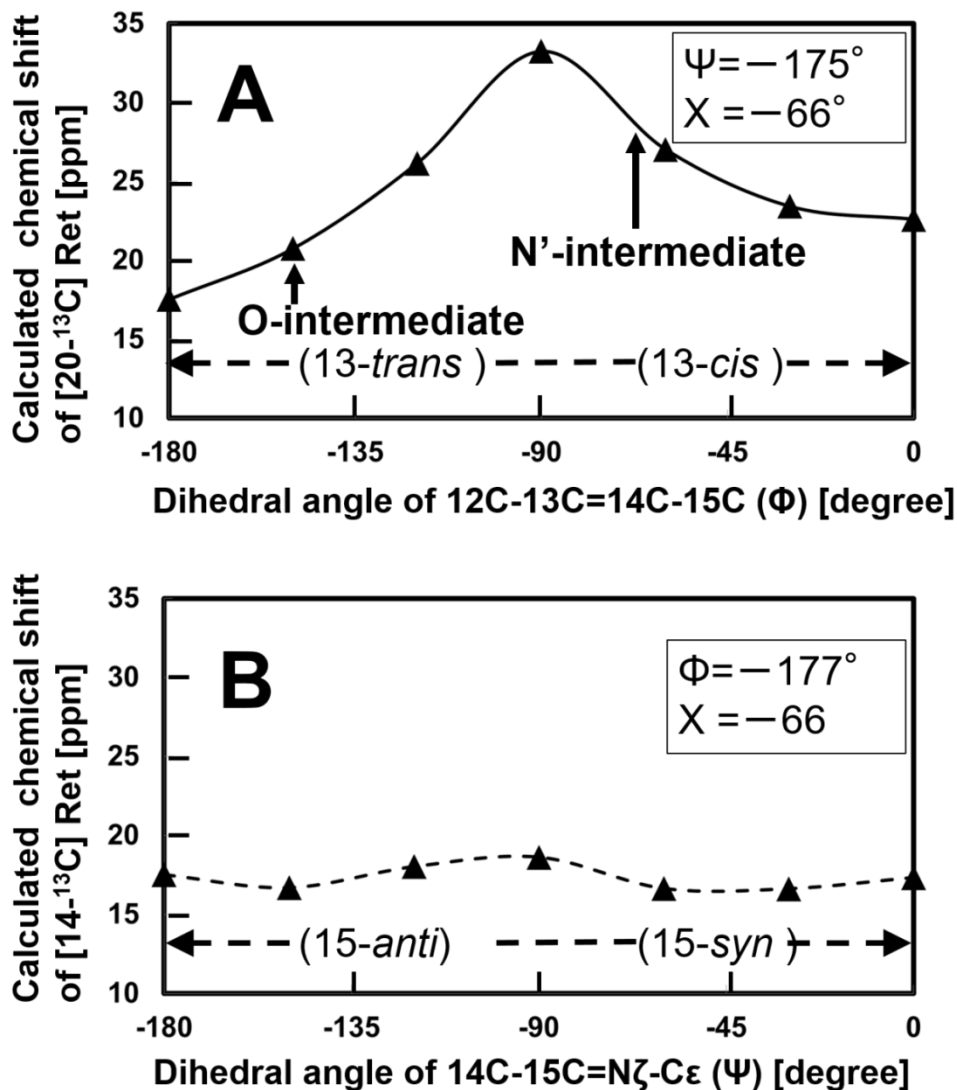 Calculated chemical shift
of [20-¹³C] Ret [ppm]
35
30
25
20
15
10
A
Ψ=−175°
X =−66°
N'-intermediate
O-intermediate
(13-trans )
(13-cis )
-180
-135
-90
-45
0
Dihedral angle of 12C-13C=14C-15C (Φ) [degree]
Calculated chemical shift
of [14-¹³C] Ret [ppm]
35
30
25
20
15
10
B
Φ=−177°
X =−66
(15-anti)
(15-syn )
-180
-135
-90
-45
0
Dihedral angle of 14C-15C=Nζ-Cε (Ψ) [degree]